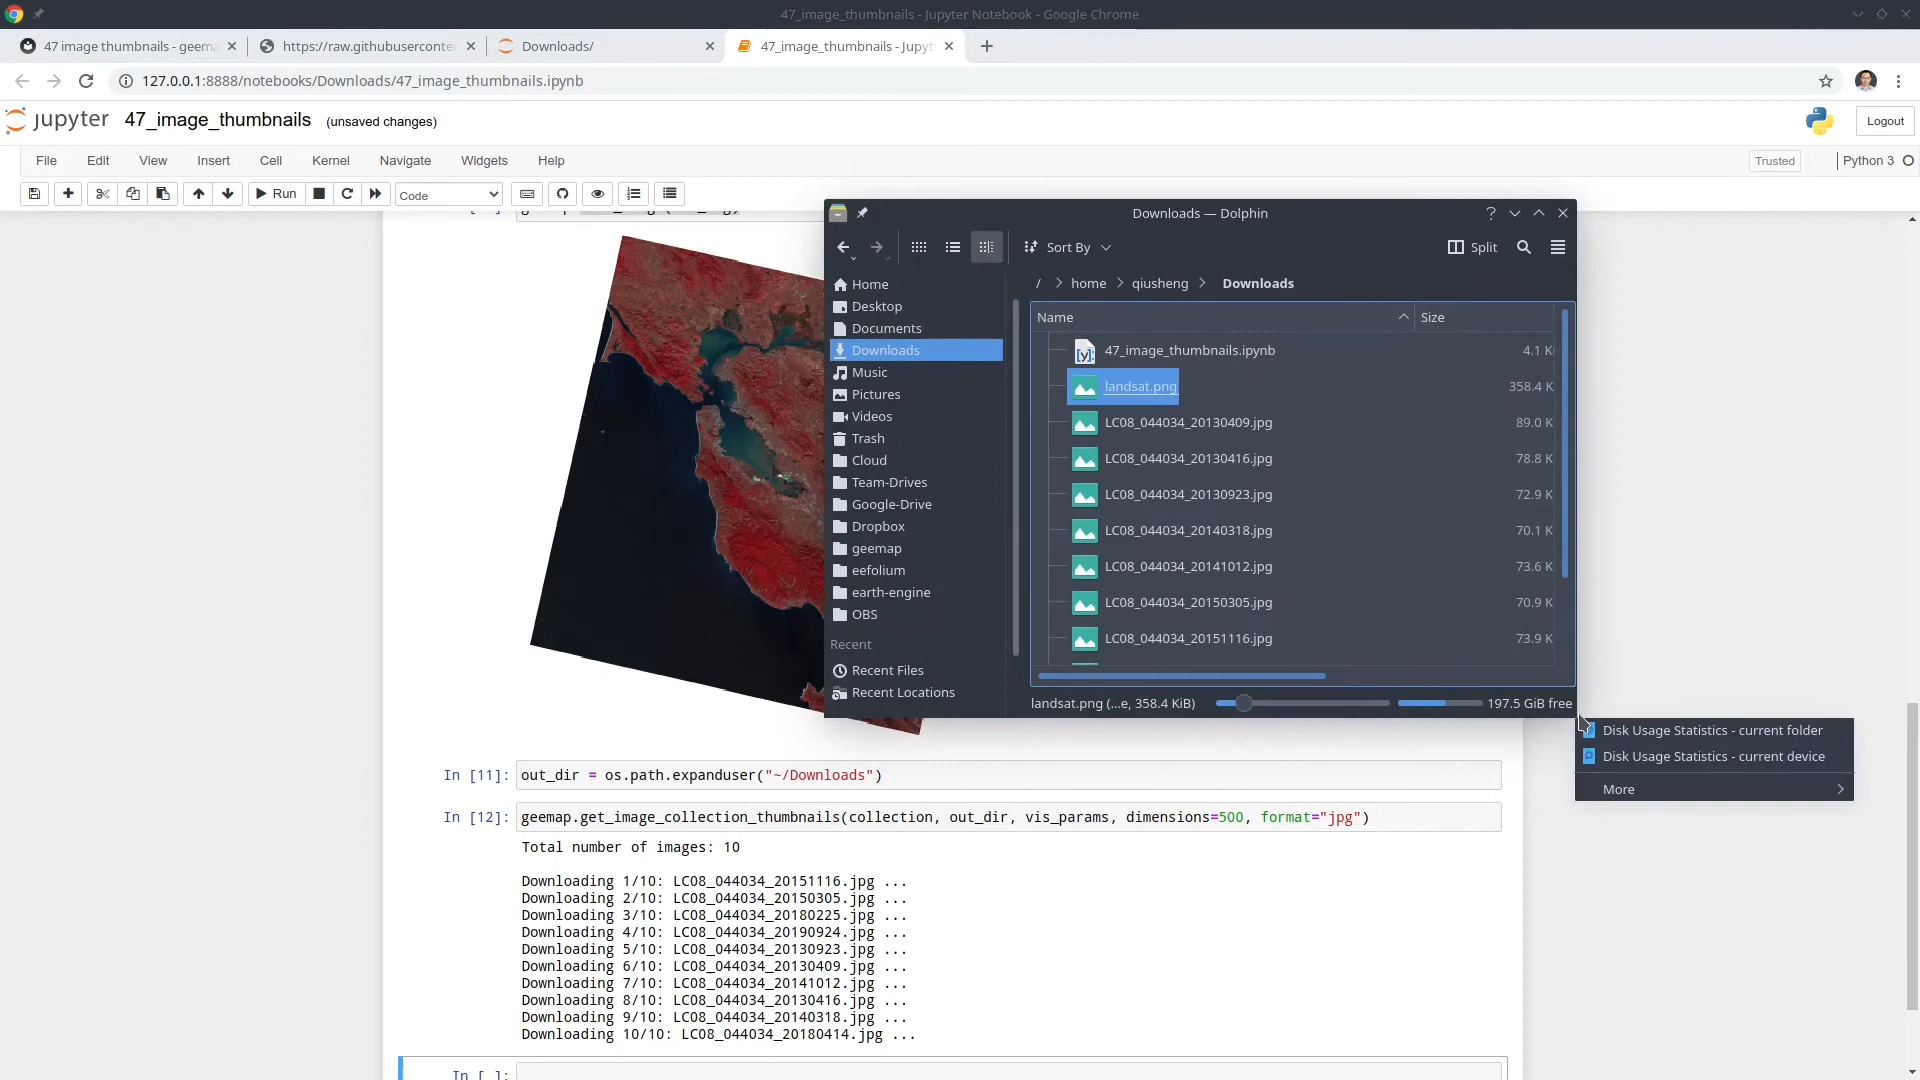 47_image_thumbnails - Jupyter Notebook - Google Chrome
47 image thumbnails - geema
https://raw.githubuserconte
Downloads/
47_image_thumbnails - Jupyt
127.0.0.1:8888/notebooks/Downloads/47_image_thumbnails.ipynb
jupyter
47_image_thumbnails
(unsaved changes)
Logout
File
Edit
View
Insert
Cell
Kernel
Navigate
Widgets
Help
Trusted
Python 3
Run
Code
Downloads — Dolphin
?
Sort By
Split
/ > home > qiusheng > Downloads
Home
Desktop
Documents
Downloads
Music
Pictures
Videos
Trash
Cloud
Team-Drives
Google-Drive
Dropbox
geemap
eefolium
earth-engine
OBS
Recent
Recent Files
Recent Locations
Name Size
47_image_thumbnails.ipynb 4.1 K
landsat.png 358.4 K
LC08_044034_20130409.jpg 89.0 K
LC08_044034_20130416.jpg 78.8 K
LC08_044034_20130923.jpg 72.9 K
LC08_044034_20140318.jpg 70.1 K
LC08_044034_20141012.jpg 73.6 K
LC08_044034_20150305.jpg 70.9 K
LC08_044034_20151116.jpg 73.9 K
landsat.png (...e, 358.4 KiB)
197.5 GiB free
Disk Usage Statistics - current folder
Disk Usage Statistics - current device
More
In [11]: out_dir = os.path.expanduser("~/Downloads")
In [12]: geemap.get_image_collection_thumbnails(collection, out_dir, vis_params, dimensions=500, format="jpg")
Total number of images: 10
Downloading 1/10: LC08_044034_20151116.jpg ...
Downloading 2/10: LC08_044034_20150305.jpg ...
Downloading 3/10: LC08_044034_20180225.jpg ...
Downloading 4/10: LC08_044034_20190924.jpg ...
Downloading 5/10: LC08_044034_20130923.jpg ...
Downloading 6/10: LC08_044034_20130409.jpg ...
Downloading 7/10: LC08_044034_20141012.jpg ...
Downloading 8/10: LC08_044034_20130416.jpg ...
Downloading 9/10: LC08_044034_20140318.jpg ...
Downloading 10/10: LC08_044034_20180414.jpg ...
In [ ]: